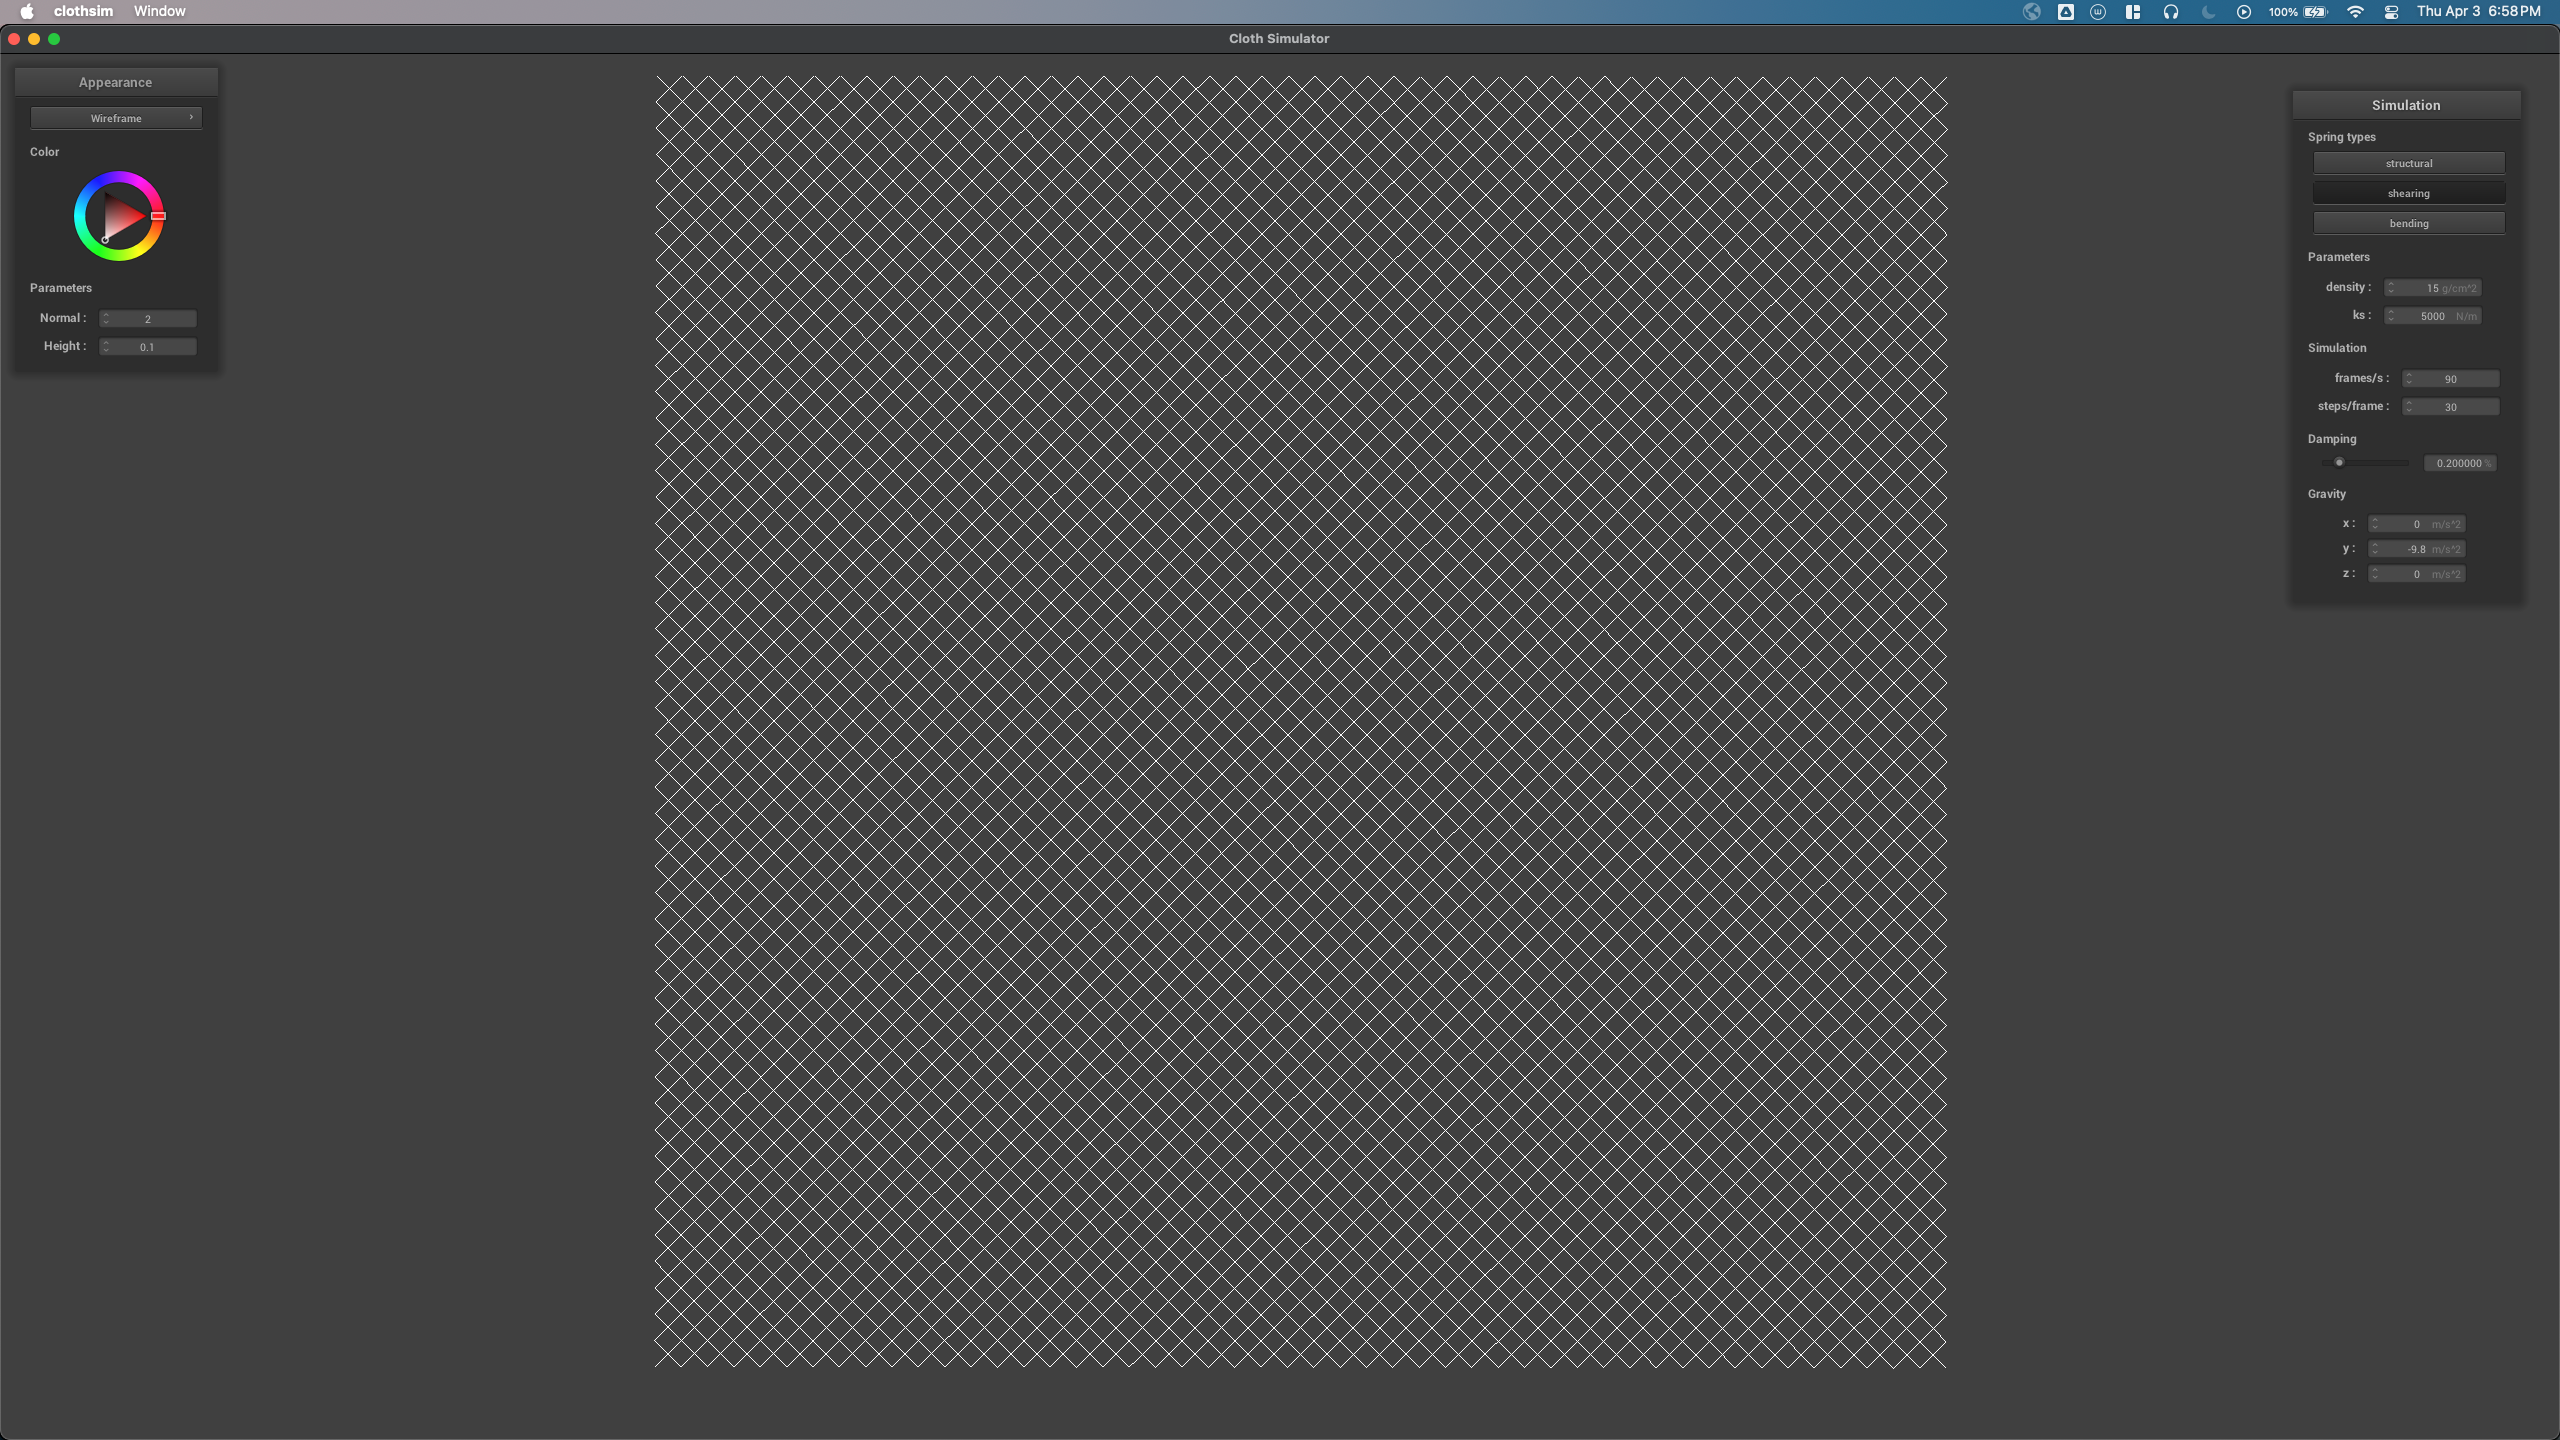 clothsim Window 100% Thu Apr 3 6:58 PM
Cloth Simulator
Appearance
Wireframe
Color
Parameters
Normal : 2
Height : 0.1
Simulation
Spring types
structural
shearing
bending
Parameters
density : 15 g/cm^2
ks : 5000 N/m
Simulation
frames/s : 90
steps/frame : 30
Damping
0.200000 %
Gravity
x : 0 m/s^2
y : -9.8 m/s^2
z : 0 m/s^2